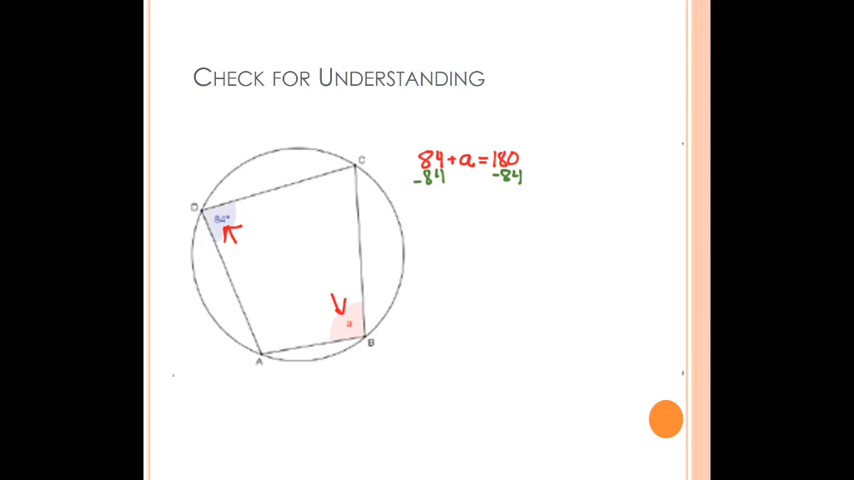 CHECK FOR UNDERSTANDING
C
84+a=180
-84 -84
D
84°
a
B
A